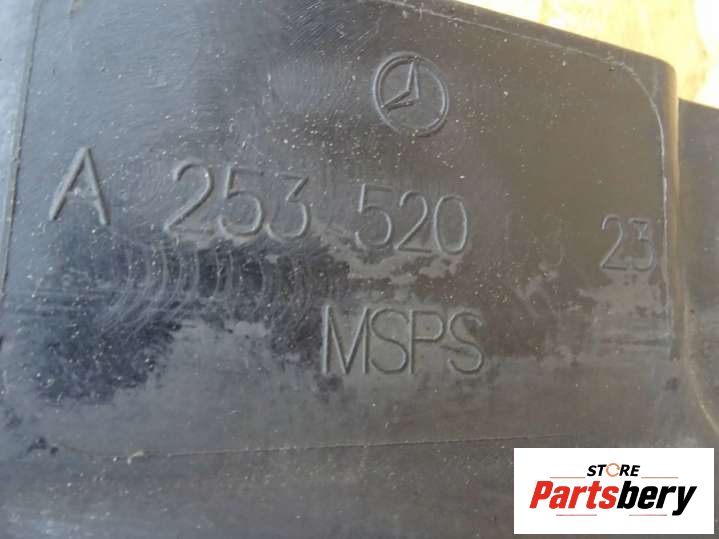 A 253 520 23
MSPS
STORE
Partsbery